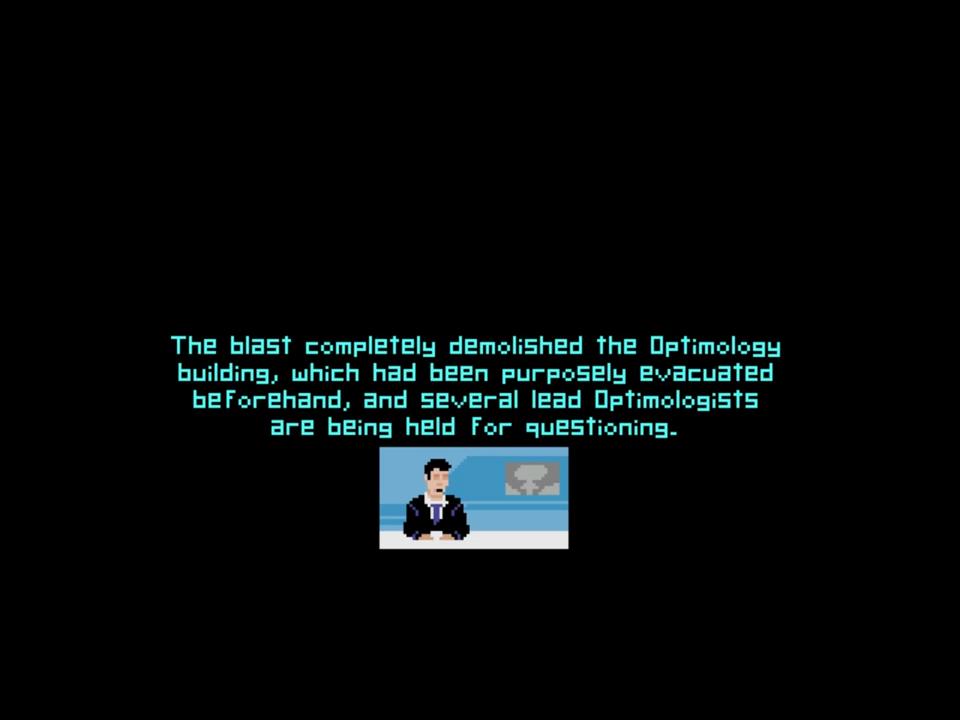 The blast completely demolished the Optimology
building, which had been purposely evacuated
beforehand, and several lead Optimologists
are being held for questioning.